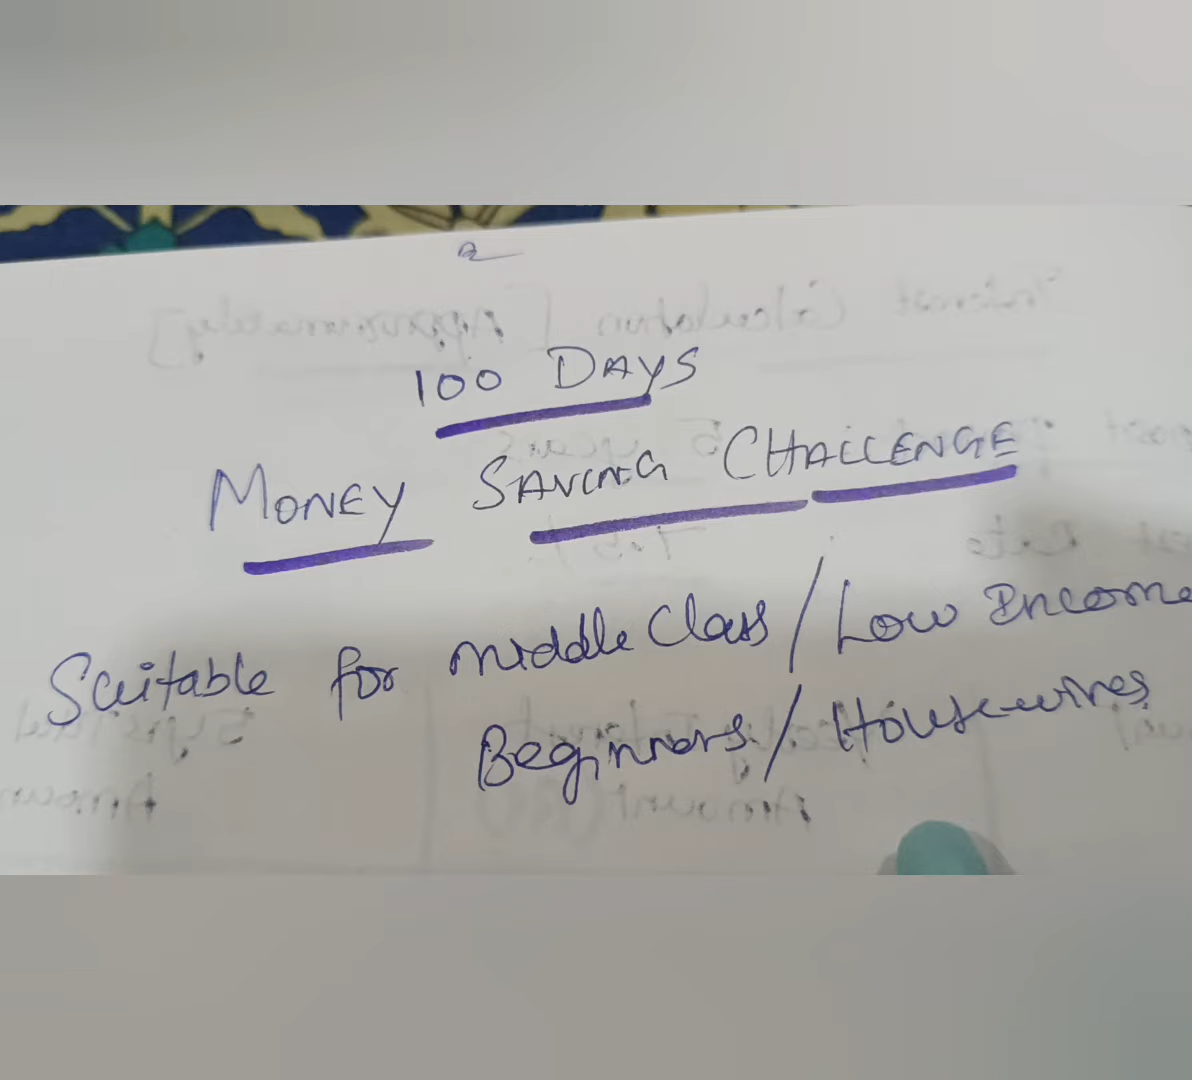 100 DAYS
MONEY SAVING CHALLENGE
Suitable for middle Class / Low Income
Beginners / Housewives